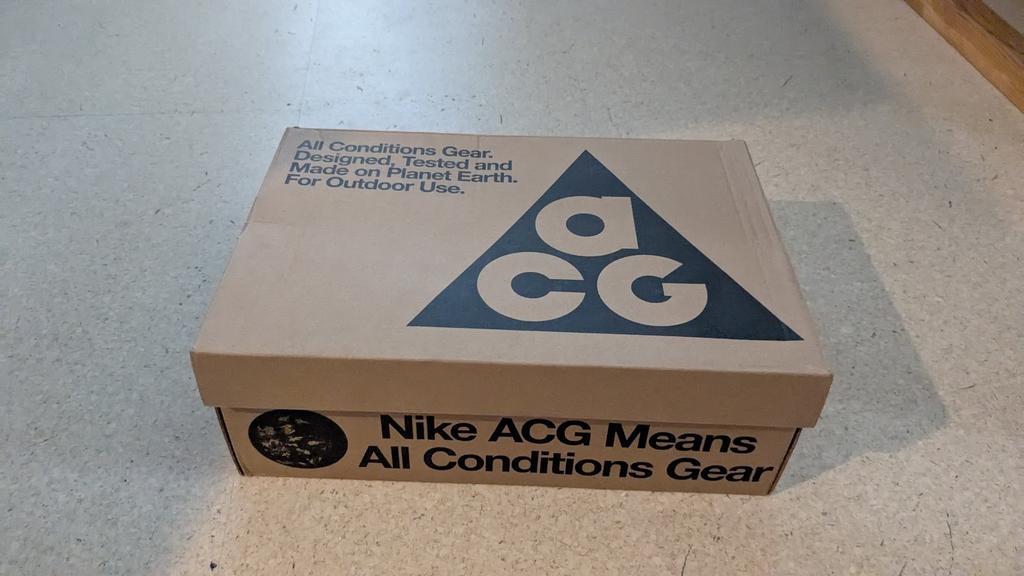 All Conditions Gear.
Designed, Tested and
Made on Planet Earth.
For Outdoor Use.
a
CG
Nike ACG Means
All Conditions Gear